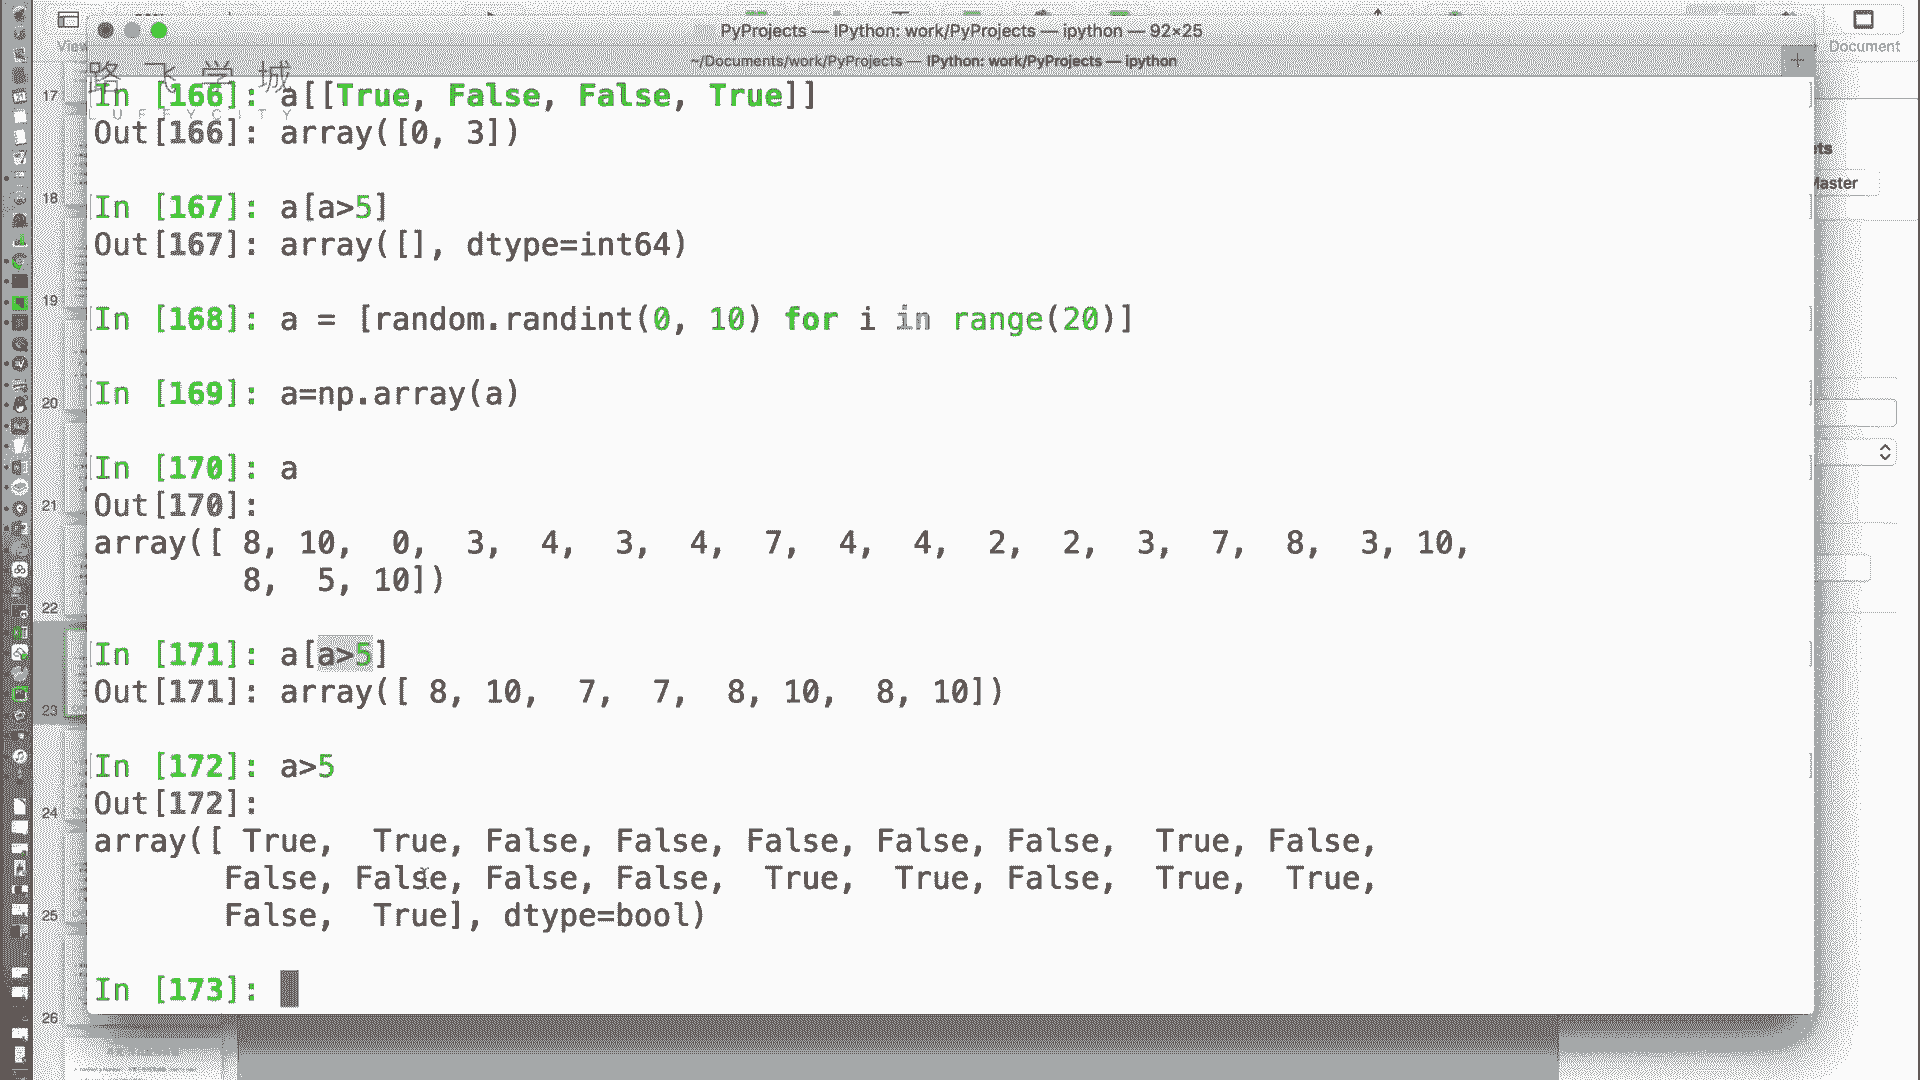 PyProjects — IPython: work/PyProjects — ipython — 92×25
View
Document
~/Documents/work/PyProjects — IPython: work/PyProjects — ipython
+
路飞学城
LUFFYCITY
In [166]: a[[True, False, False, True]]
Out[166]: array([0, 3])
In [167]: a[a>5]
Out[167]: array([], dtype=int64)
In [168]: a = [random.randint(0, 10) for i in range(20)]
In [169]: a=np.array(a)
In [170]: a
Out[170]:
array([ 8, 10, 0, 3, 4, 3, 4, 7, 4, 4, 2, 2, 3, 7, 8, 3, 10,
8, 5, 10])
In [171]: a[a>5]
Out[171]: array([ 8, 10, 7, 7, 8, 10, 8, 10])
In [172]: a>5
Out[172]:
array([ True, True, False, False, False, False, False, True, False,
False, False, False, False, True, True, False, True, True,
False, True], dtype=bool)
In [173]:
17
18
19
20
21
22
23
24
25
26
ets
Master